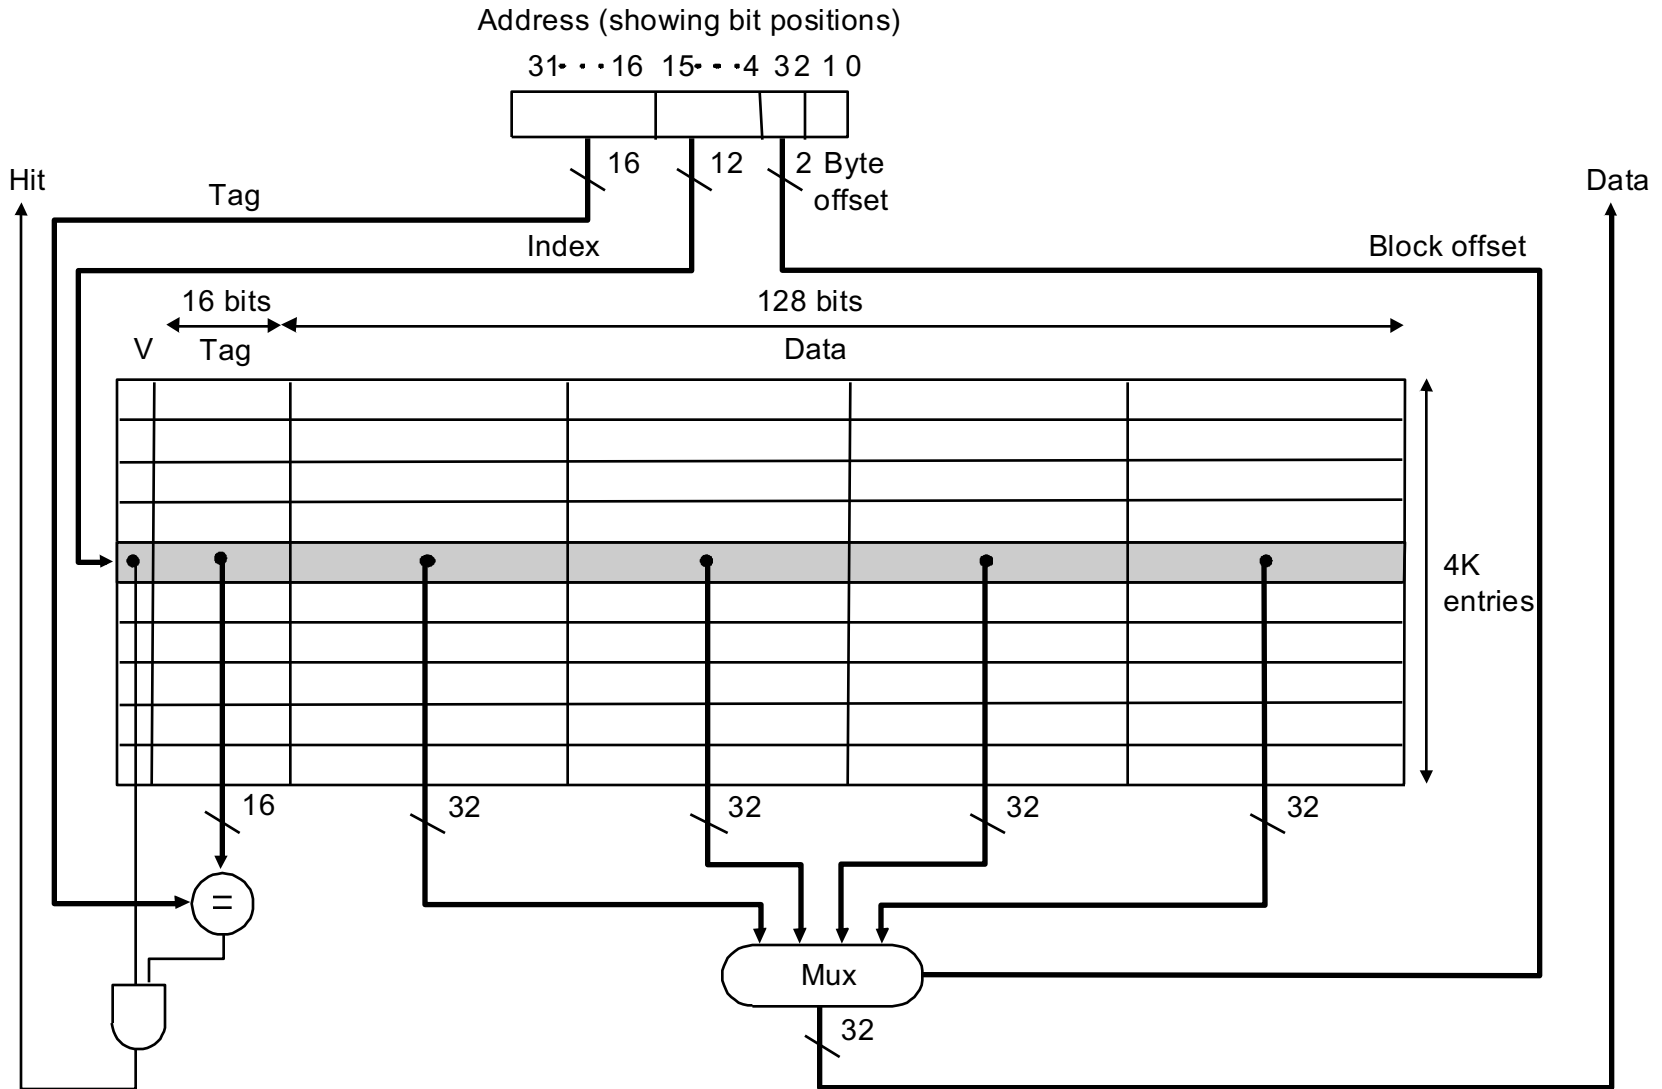 Address (showing bit positions)
31 · · · 16 15 · · · 4 3 2 1 0
16 12 2 Byte
offset
Hit
Data
Tag
Index
Block offset
16 bits
128 bits
V
Tag
Data
4K
entries
16 32 32 32 32
=
Mux
32